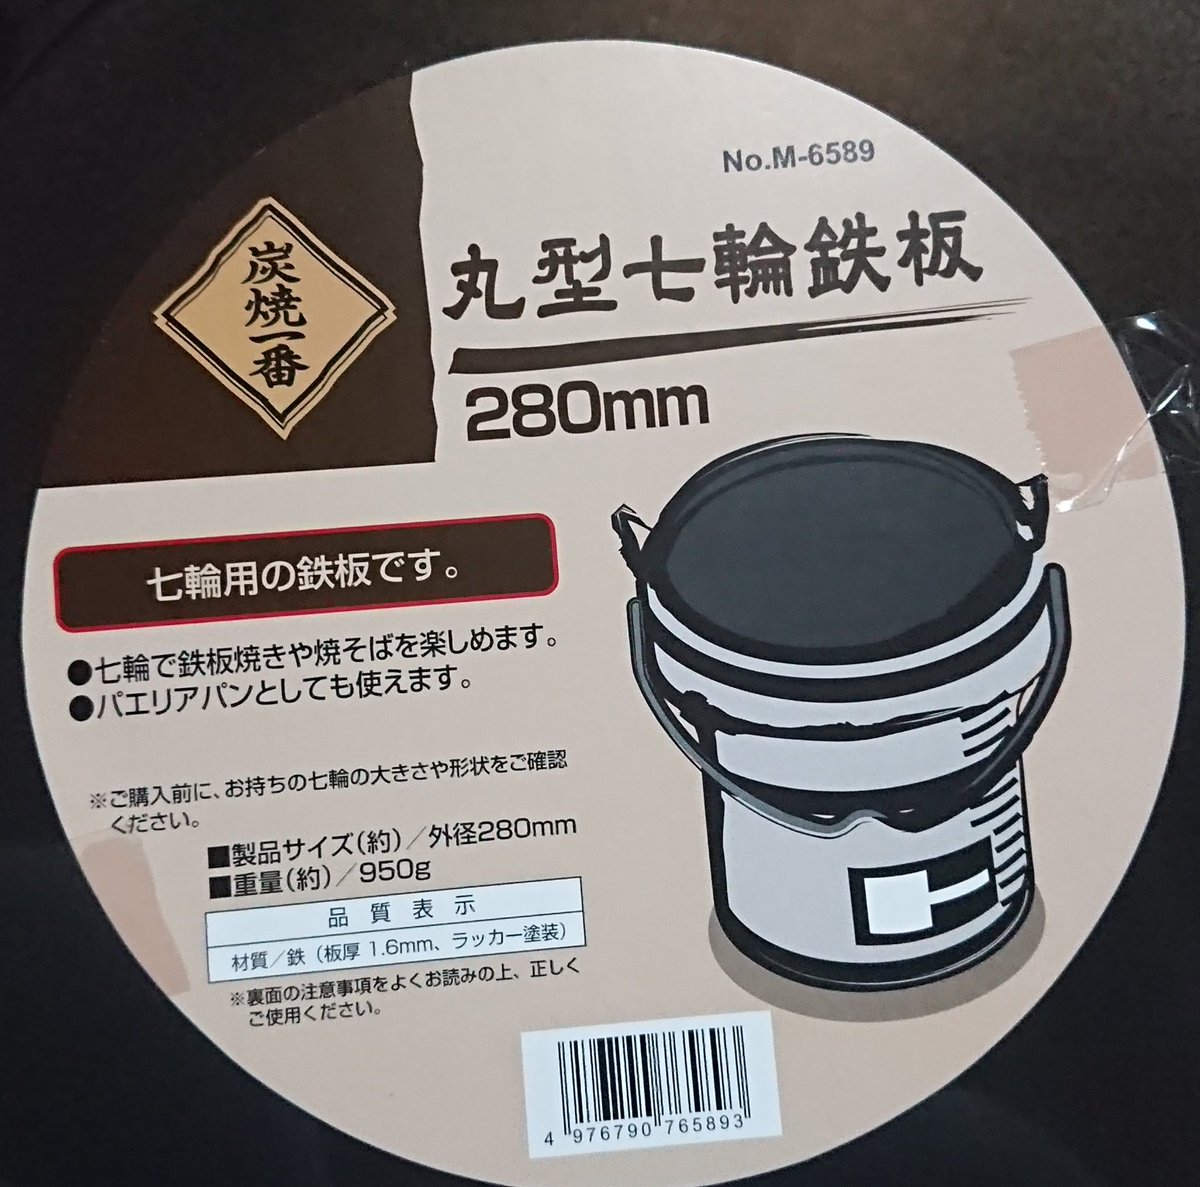 No.M-6589
炭焼一番
丸型七輪鉄板
280mm
七輪用の鉄板です。
●七輪で鉄板焼きや焼そばを楽しめます。
●パエリアパンとしても使えます。
※ご購入前に、お持ちの七輪の大きさや形状をご確認
ください。
■製品サイズ(約)／外径280mm
■重量(約)／950g
品質表示
材質／鉄（板厚 1.6mm、ラッカー塗装）
※裏面の注意事項をよくお読みの上、正しく
ご使用ください。
4 976790 765893